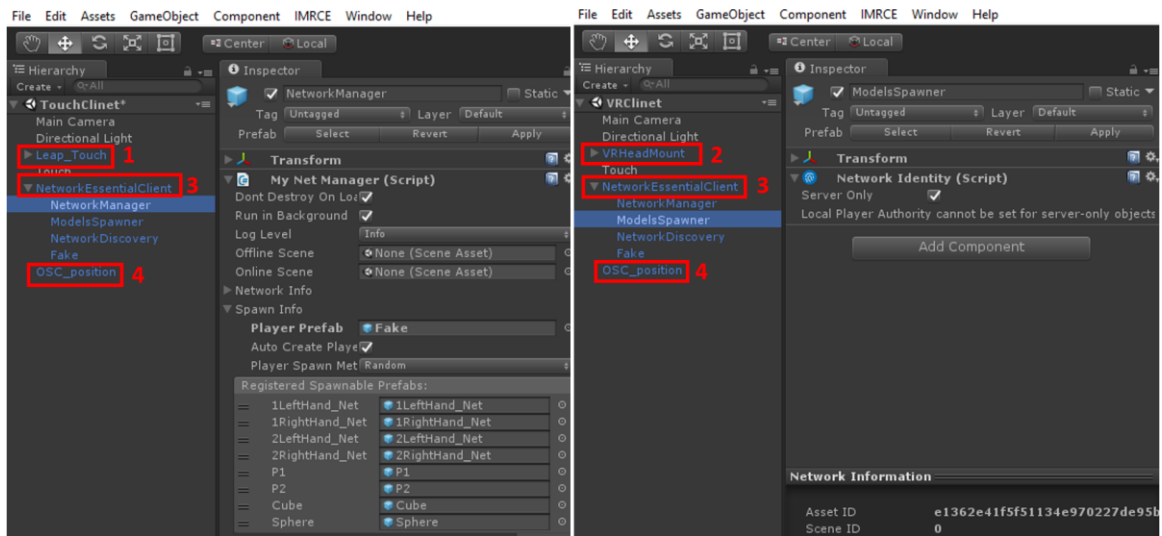 File Edit Assets GameObject Component IMRCE Window Help
Center Local
Hierarchy
Create
All
TouchClinet*
Main Camera
Directional Light
Leap_Touch 1
Touch
NetworkEssentialClient 3
NetworkManager
ModelsSpawner
NetworkDiscovery
Fake
OSC_position 4
Inspector
NetworkManager Static
Tag Untagged Layer Default
Prefab Select Revert Apply
Transform
My Net Manager (Script)
Dont Destroy On Loa
Run in Background
Log Level Info
Offline Scene None (Scene Asset)
Online Scene None (Scene Asset)
Network Info
Spawn Info
Player Prefab Fake
Auto Create Playe
Player Spawn Met Random
Registered Spawnable Prefabs:
1LeftHand_Net 1LeftHand_Net
1RightHand_Net 1RightHand_Net
2LeftHand_Net 2LeftHand_Net
2RightHand_Net 2RightHand_Net
P1 P1
P2 P2
Cube Cube
Sphere Sphere
File Edit Assets GameObject Component IMRCE Window Help
Center Local
Hierarchy
Create All
VRClinet
Main Camera
Directional Light
VRHeadMount 2
Touch
NetworkEssentialClient 3
NetworkManager
ModelsSpawner
NetworkDiscovery
Fake
OSC_position 4
Inspector
ModelsSpawner Static
Tag Untagged Layer Default
Prefab Select Revert Apply
Transform
Network Identity (Script)
Server Only
Local Player Authority cannot be set for server-only objects
Add Component
Network Information
Asset ID e1362e41f5f51134e970227de95b
Scene ID 0